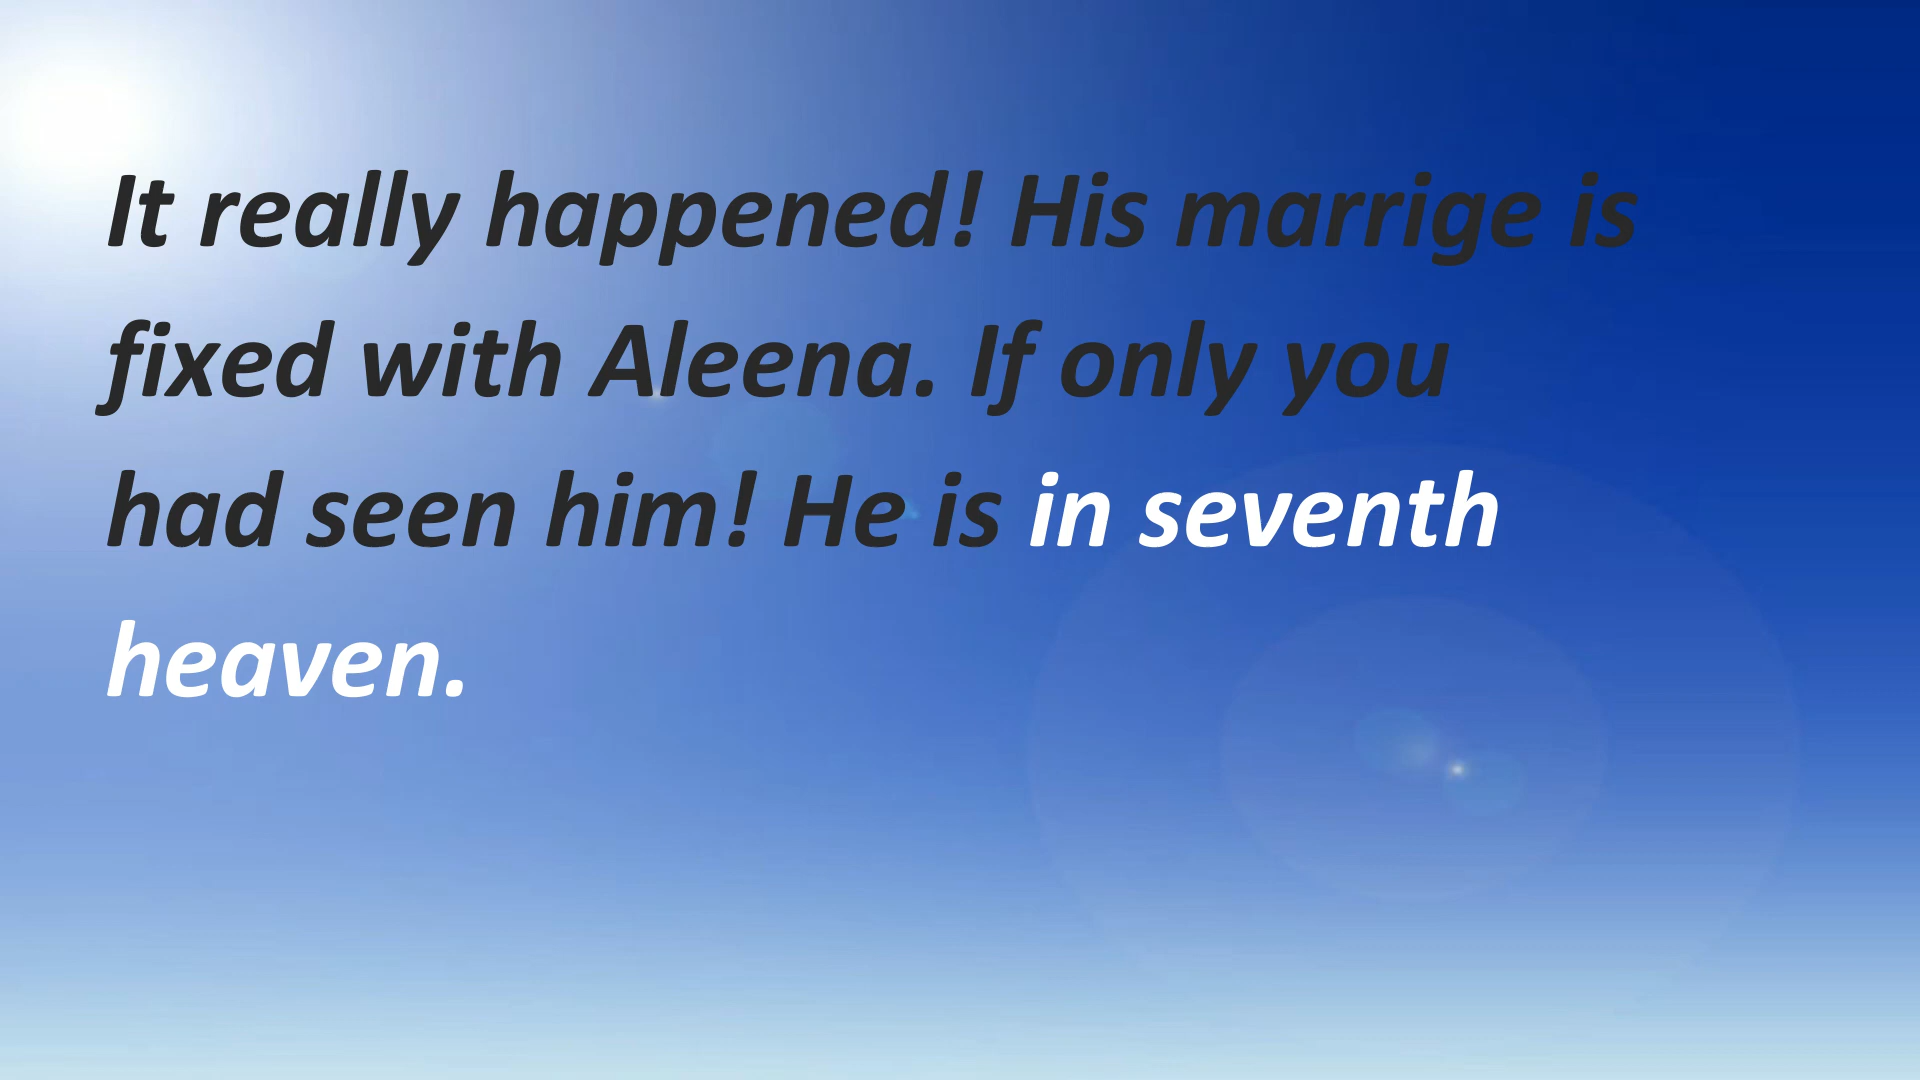 It really happened! His marrige is
fixed with Aleena. If only you
had seen him! He is in seventh
heaven.